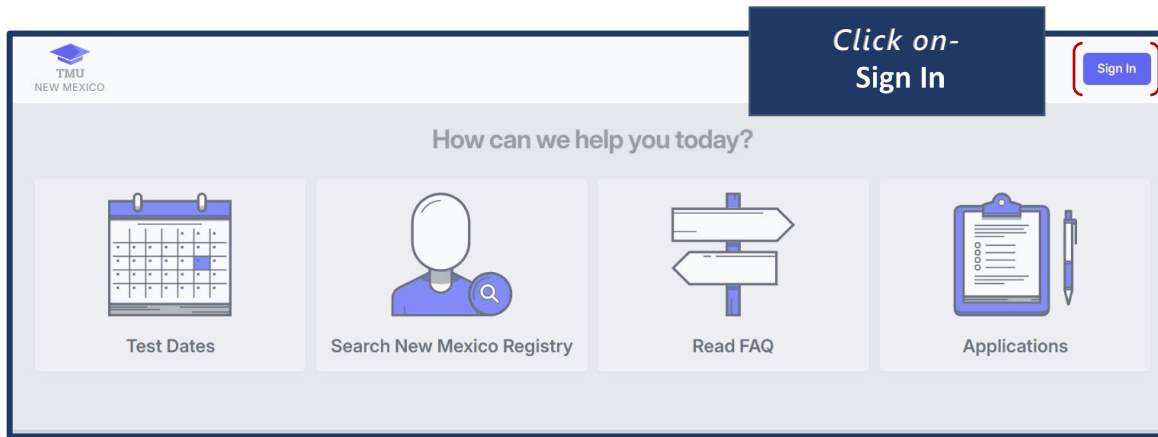 Click on-
Sign In
TMU
NEW MEXICO
Sign In
How can we help you today?
Test Dates
Search New Mexico Registry
Read FAQ
Applications